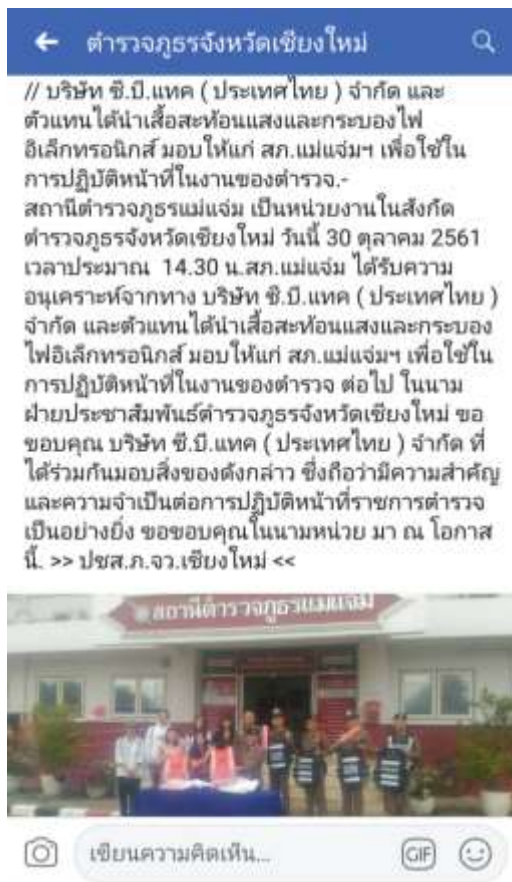 ตำรวจภูธรจังหวัดเชียงใหม่
// บริษัท ซี.บี.แทค ( ประเทศไทย ) จำกัด และ
ตัวแทนได้นำเสื้อสะท้อนแสงและกระบองไฟ
อิเล็กทรอนิกส์ มอบให้แก่ สภ.แม่แจ่มฯ เพื่อใช้ใน
การปฏิบัติหน้าที่ในงานของตำรวจ.-
สถานีตำรวจภูธรแม่แจ่ม เป็นหน่วยงานในสังกัด
ตำรวจภูธรจังหวัดเชียงใหม่ วันนี้ 30 ตุลาคม 2561
เวลาประมาณ 14.30 น.สภ.แม่แจ่ม ได้รับความ
อนุเคราะห์จากทาง บริษัท ซี.บี.แทค ( ประเทศไทย )
จำกัด และตัวแทนได้นำเสื้อสะท้อนแสงและกระบอง
ไฟอิเล็กทรอนิกส์ มอบให้แก่ สภ.แม่แจ่มฯ เพื่อใช้ใน
การปฏิบัติหน้าที่ในงานของตำรวจ ต่อไป ในนาม
ฝ่ายประชาสัมพันธ์ตำรวจภูธรจังหวัดเชียงใหม่ ขอ
ขอบคุณ บริษัท ซี.บี.แทค ( ประเทศไทย ) จำกัด ที่
ได้ร่วมกันมอบสิ่งของดังกล่าว ซึ่งถือว่ามีความสำคัญ
และความจำเป็นต่อการปฏิบัติหน้าที่ราชการตำรวจ
เป็นอย่างยิ่ง ขอขอบคุณในนามหน่วย มา ณ โอกาส
นี้. >> ปชส.ภ.จว.เชียงใหม่ <<
สถานีตำรวจภูธรแม่แจ่ม
เขียนความคิดเห็น...
GIF